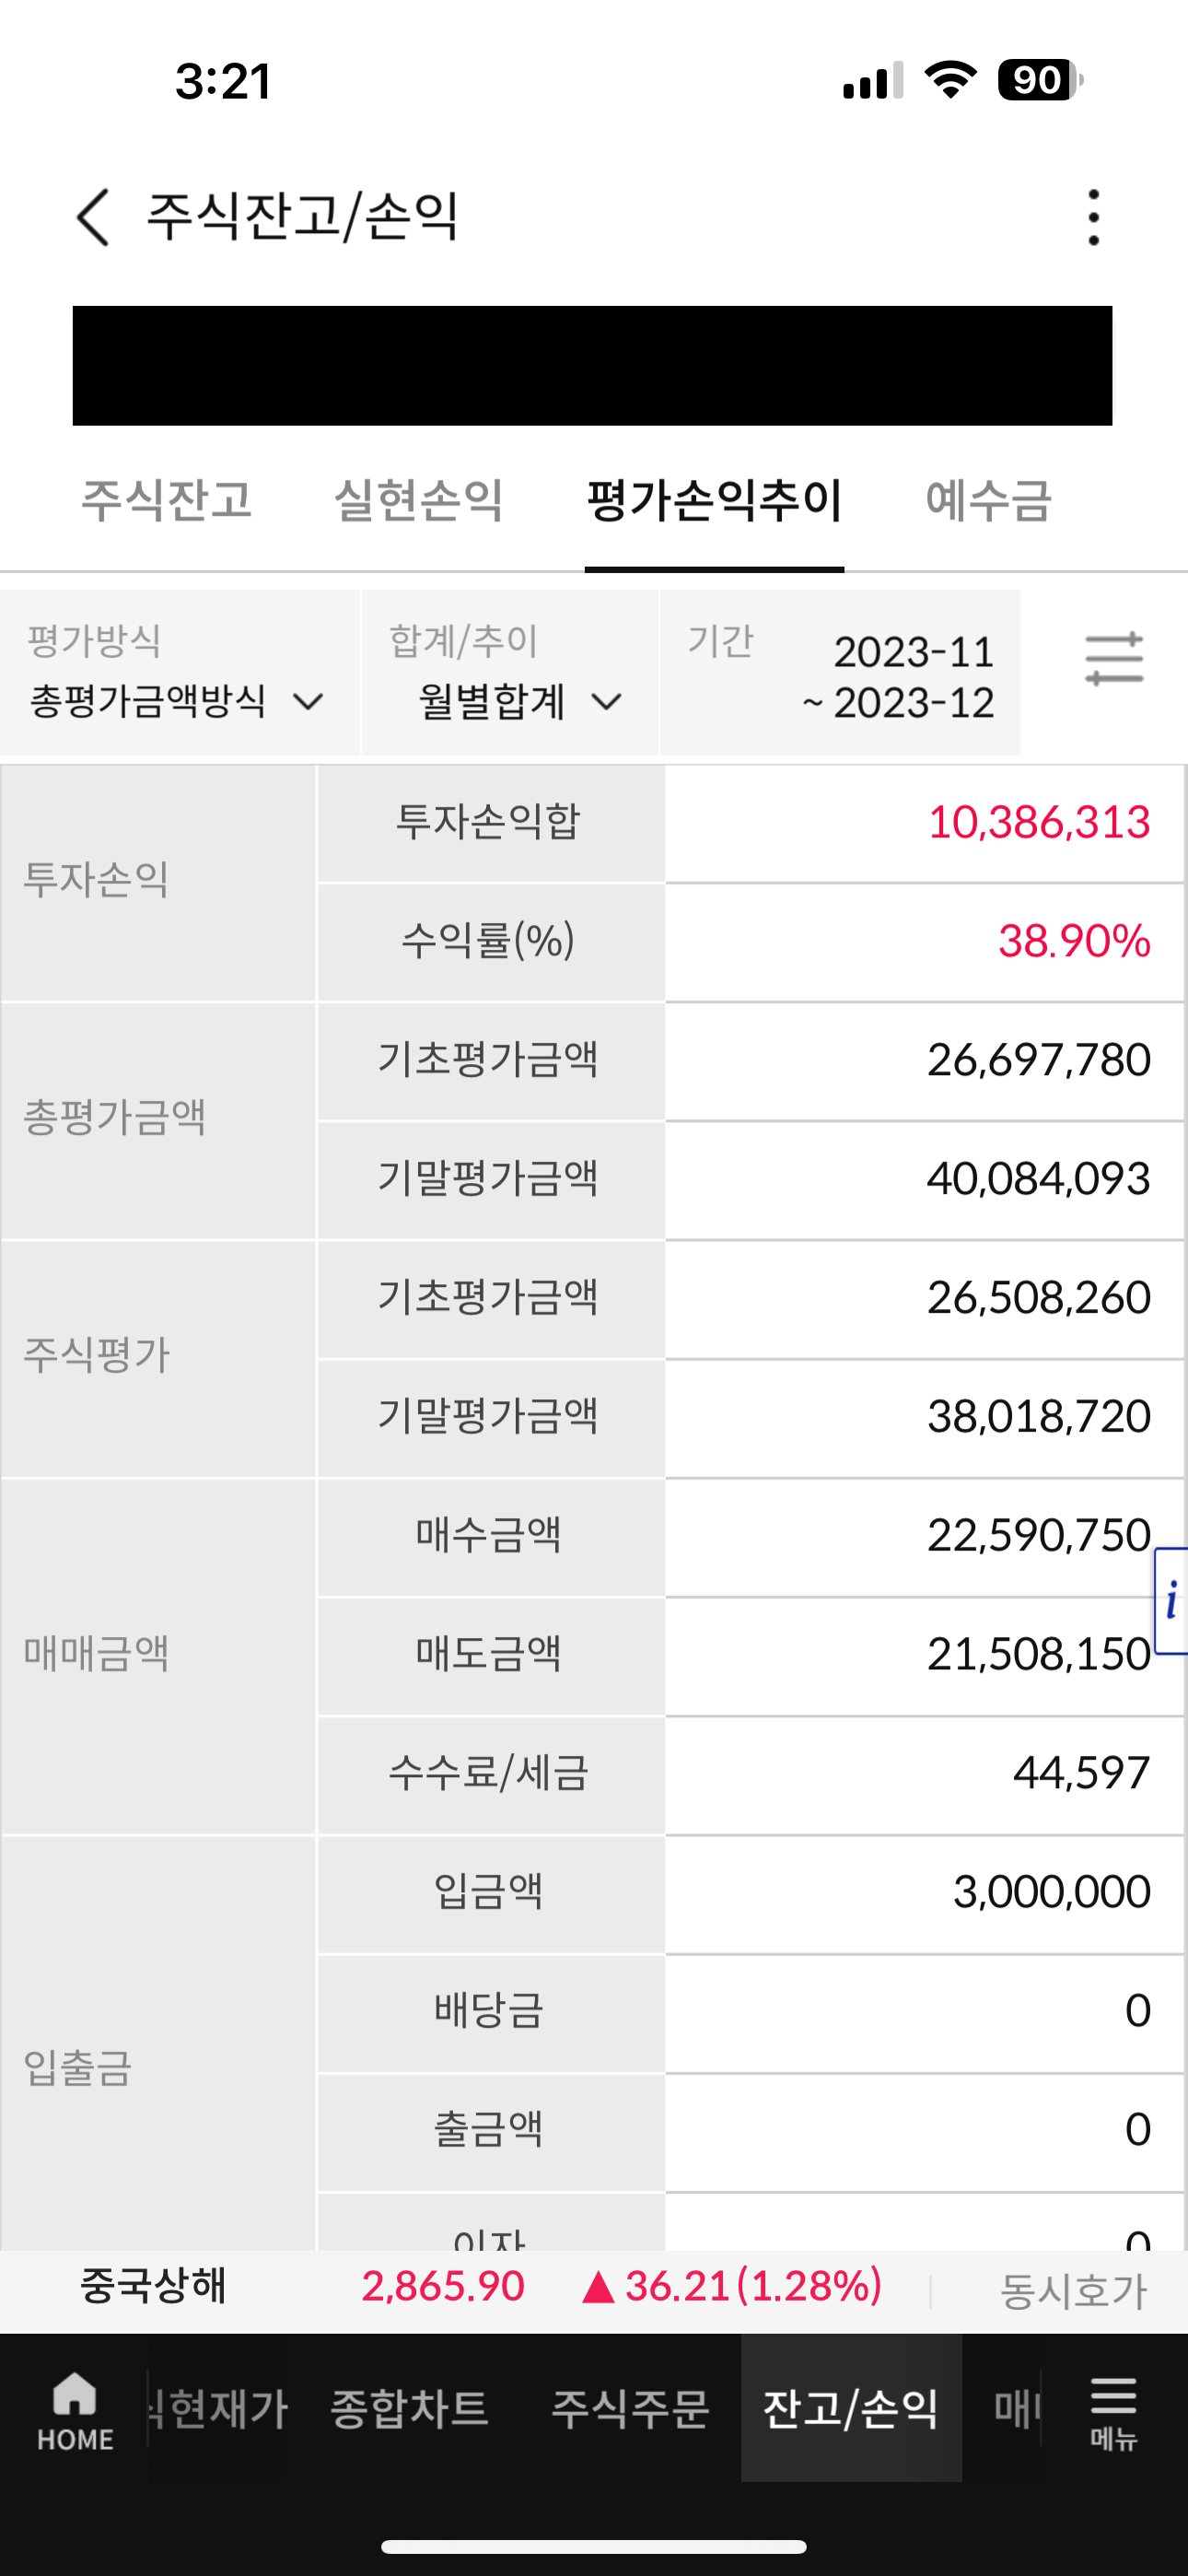 3:21
90
주식잔고/손익
주식잔고 실현손익 평가손익추이 예수금
평가방식 합계/추이 기간 2023-11
총평가금액방식 월별합계 ~ 2023-12
투자손익
투자손익합 10,386,313
수익률(%) 38.90%
총평가금액
기초평가금액 26,697,780
기말평가금액 40,084,093
주식평가
기초평가금액 26,508,260
기말평가금액 38,018,720
매매금액
매수금액 22,590,750
매도금액 21,508,150
수수료/세금 44,597
i
입출금
입금액 3,000,000
배당금 0
출금액 0
이자 0
중국상해 2,865.90 ▲ 36.21(1.28%) 동시호가
HOME 식현재가 종합차트 주식주문 잔고/손익 매 메뉴